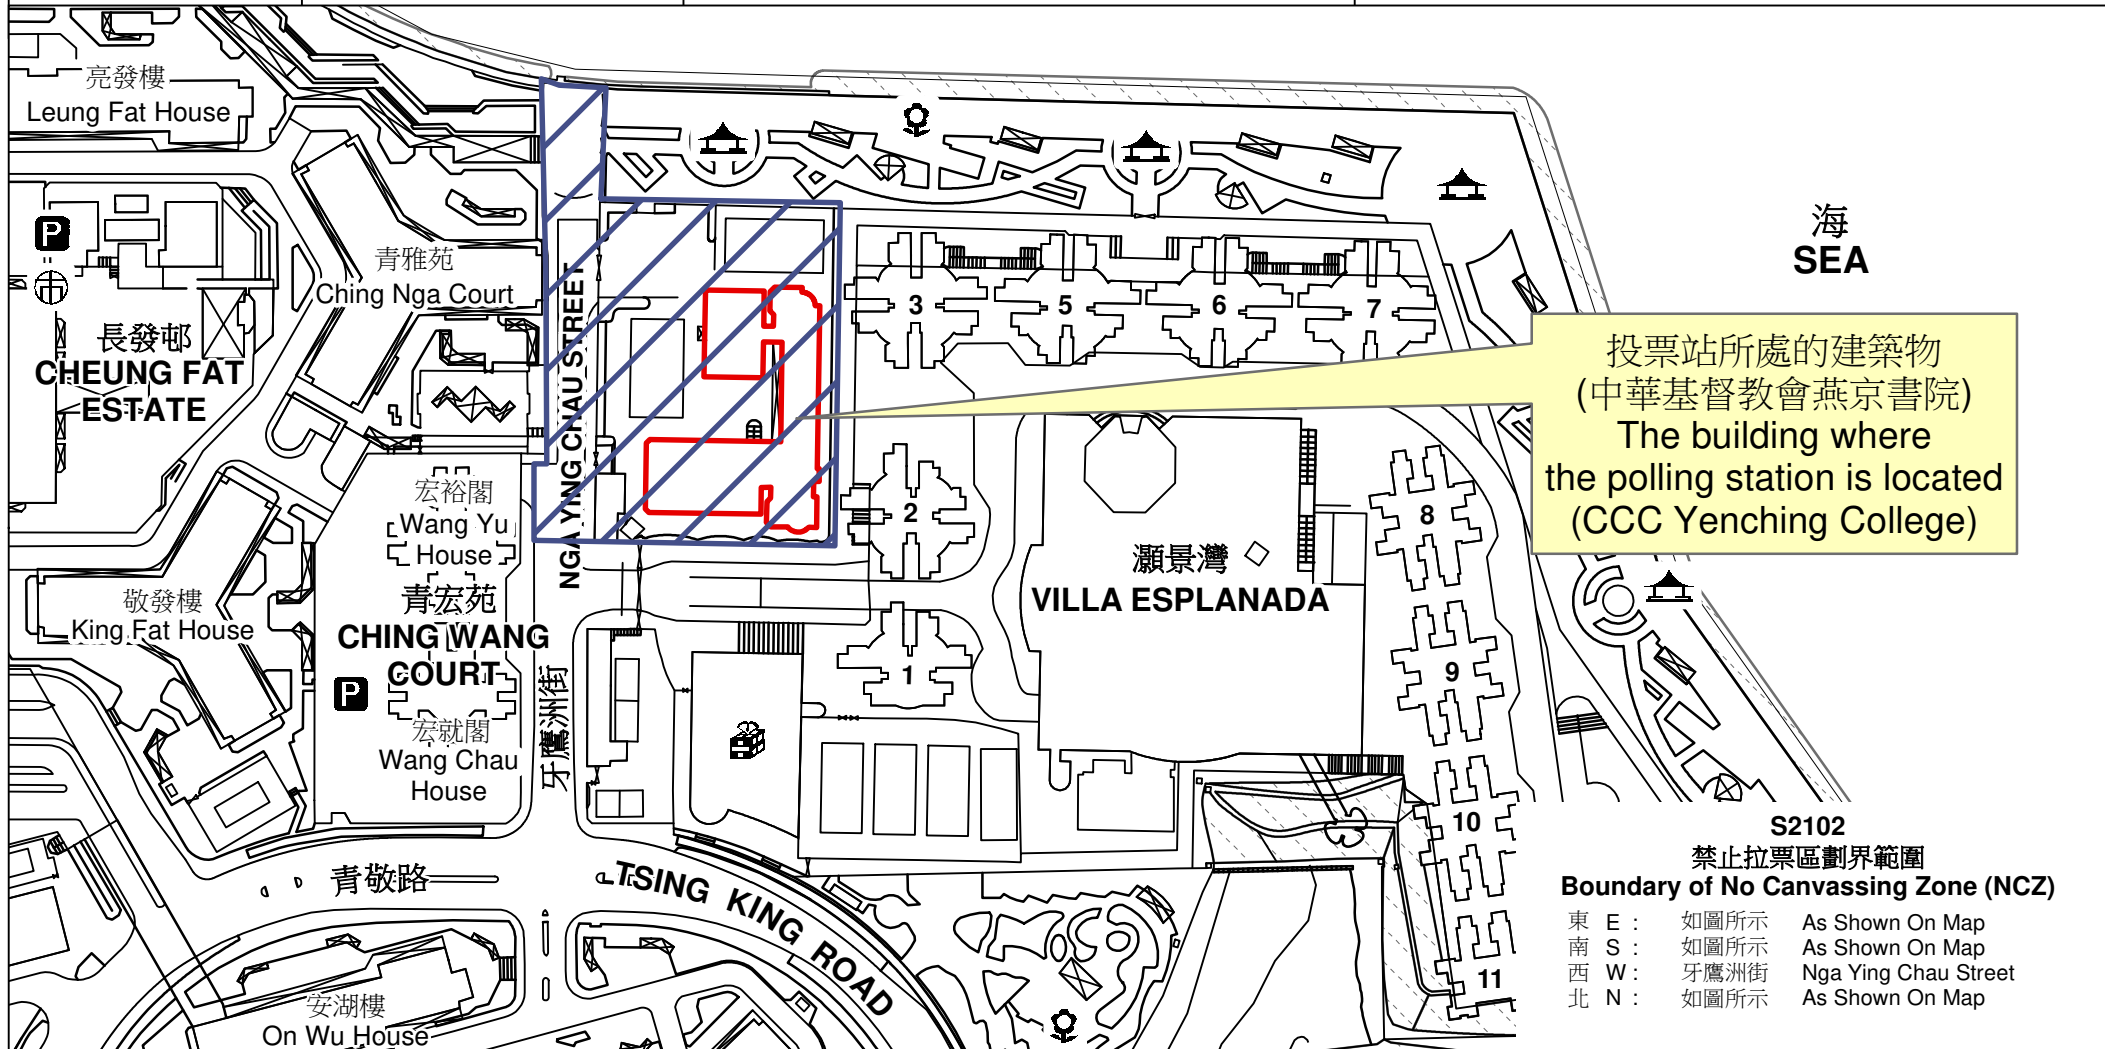 亮發樓
Leung Fat House
P
青雅苑
Ching Nga Court
長發邨
CHEUNG FAT
ESTATE
NGA YING CHAU STREET
3
5
6
7
海
SEA
投票站所處的建築物
(中華基督教會燕京書院)
The building where
the polling station is located
(CCC Yenching College)
宏裕閣
Wang Yu
House
2
8
灝景灣
VILLA ESPLANADA
敬發樓
King Fat House
青宏苑
CHING WANG
COURT
P
宏就閣
Wang Chau
House
牙鷹洲街
1
9
10
11
青敬路
TSING KING ROAD
安湖樓
On Wu House
S2102
禁止拉票區劃界範圍
Boundary of No Canvassing Zone (NCZ)
東 E : 如圖所示 As Shown On Map
南 S : 如圖所示 As Shown On Map
西 W : 牙鷹洲街 Nga Ying Chau Street
北 N : 如圖所示 As Shown On Map